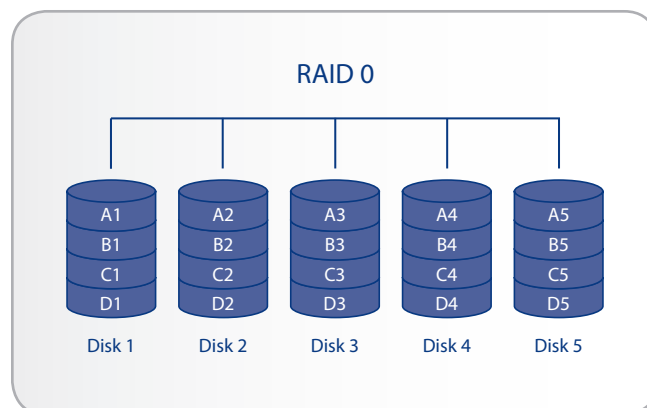 RAID 0
A1 A2 A3 A4 A5
B1 B2 B3 B4 B5
C1 C2 C3 C4 C5
D1 D2 D3 D4 D5
Disk 1 Disk 2 Disk 3 Disk 4 Disk 5